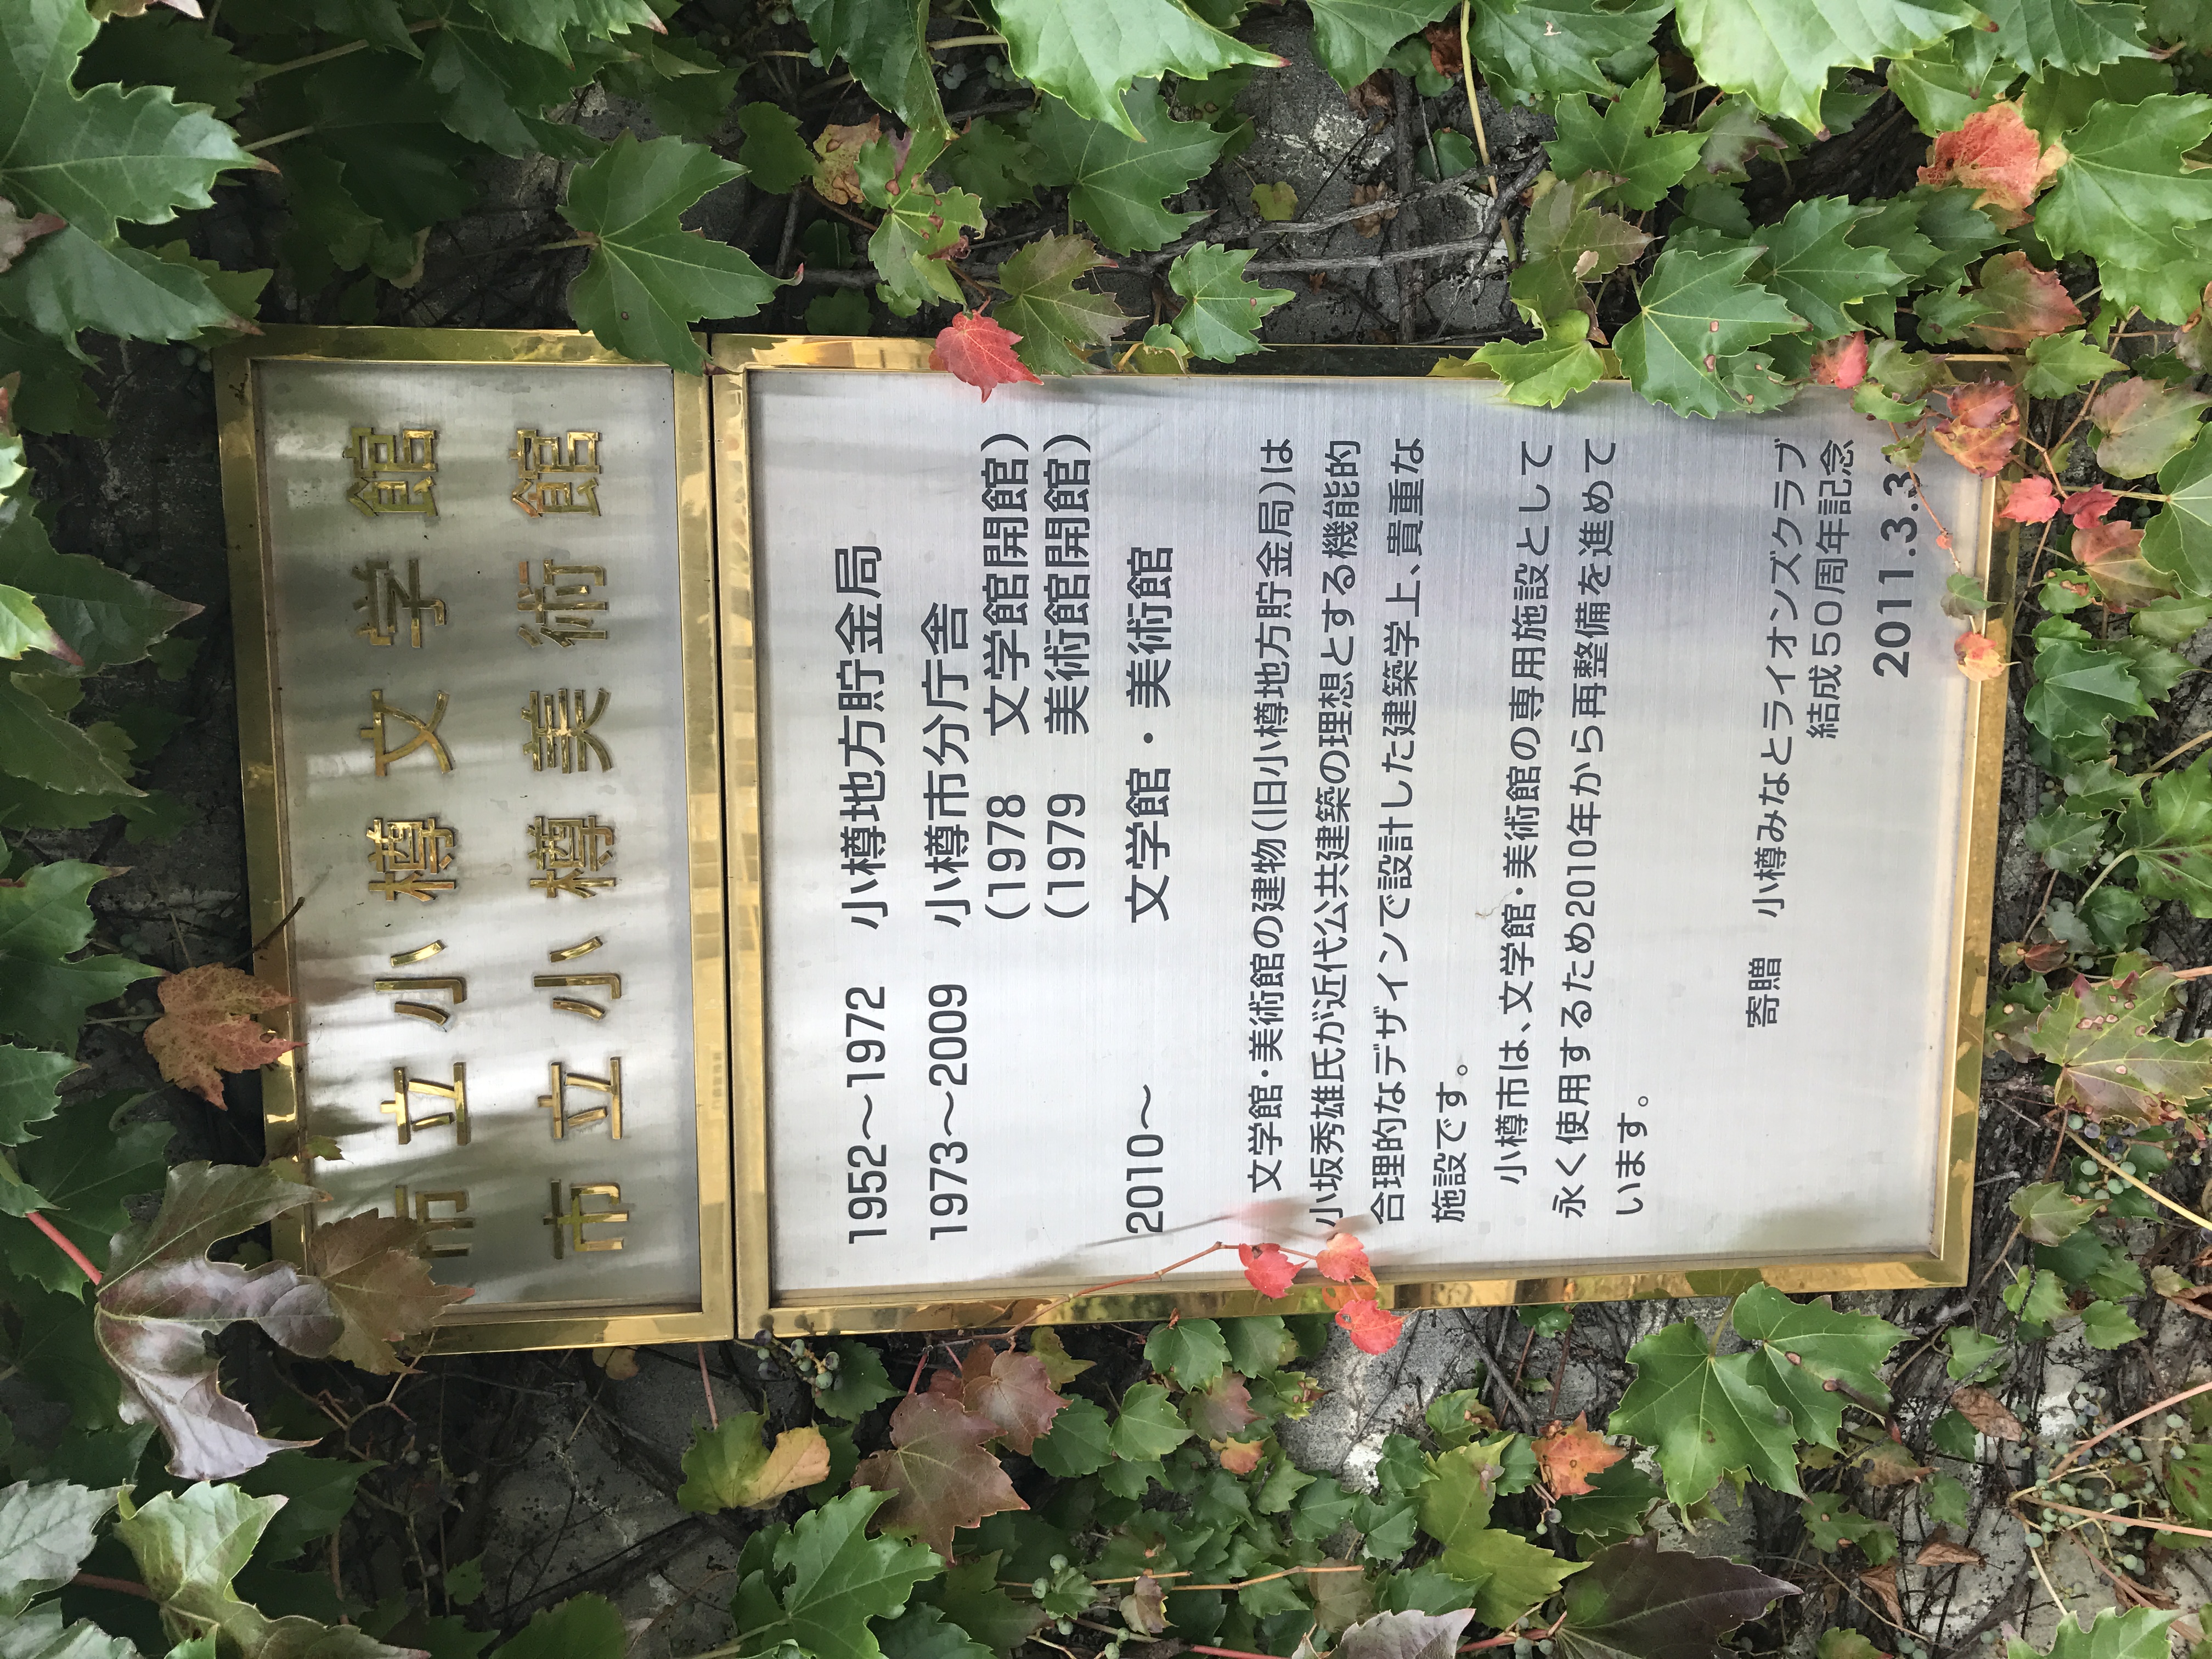 市立小樽文学館
市立小樽美術館
1952～1972 小樽地方貯金局
1973～2009 小樽市分庁舎
(1978 文学館開館)
(1979 美術館開館)
2010～ 文学館・美術館
文学館・美術館の建物(旧小樽地方貯金局)は
小坂秀雄氏が近代公共建築の理想とする機能的
合理的なデザインで設計した建築学上、貴重な
施設です。
小樽市は、文学館・美術館の専用施設として
永く使用するため2010年から再整備を進めて
います。
寄贈 小樽みなとライオンズクラブ
結成50周年記念
2011.3.3